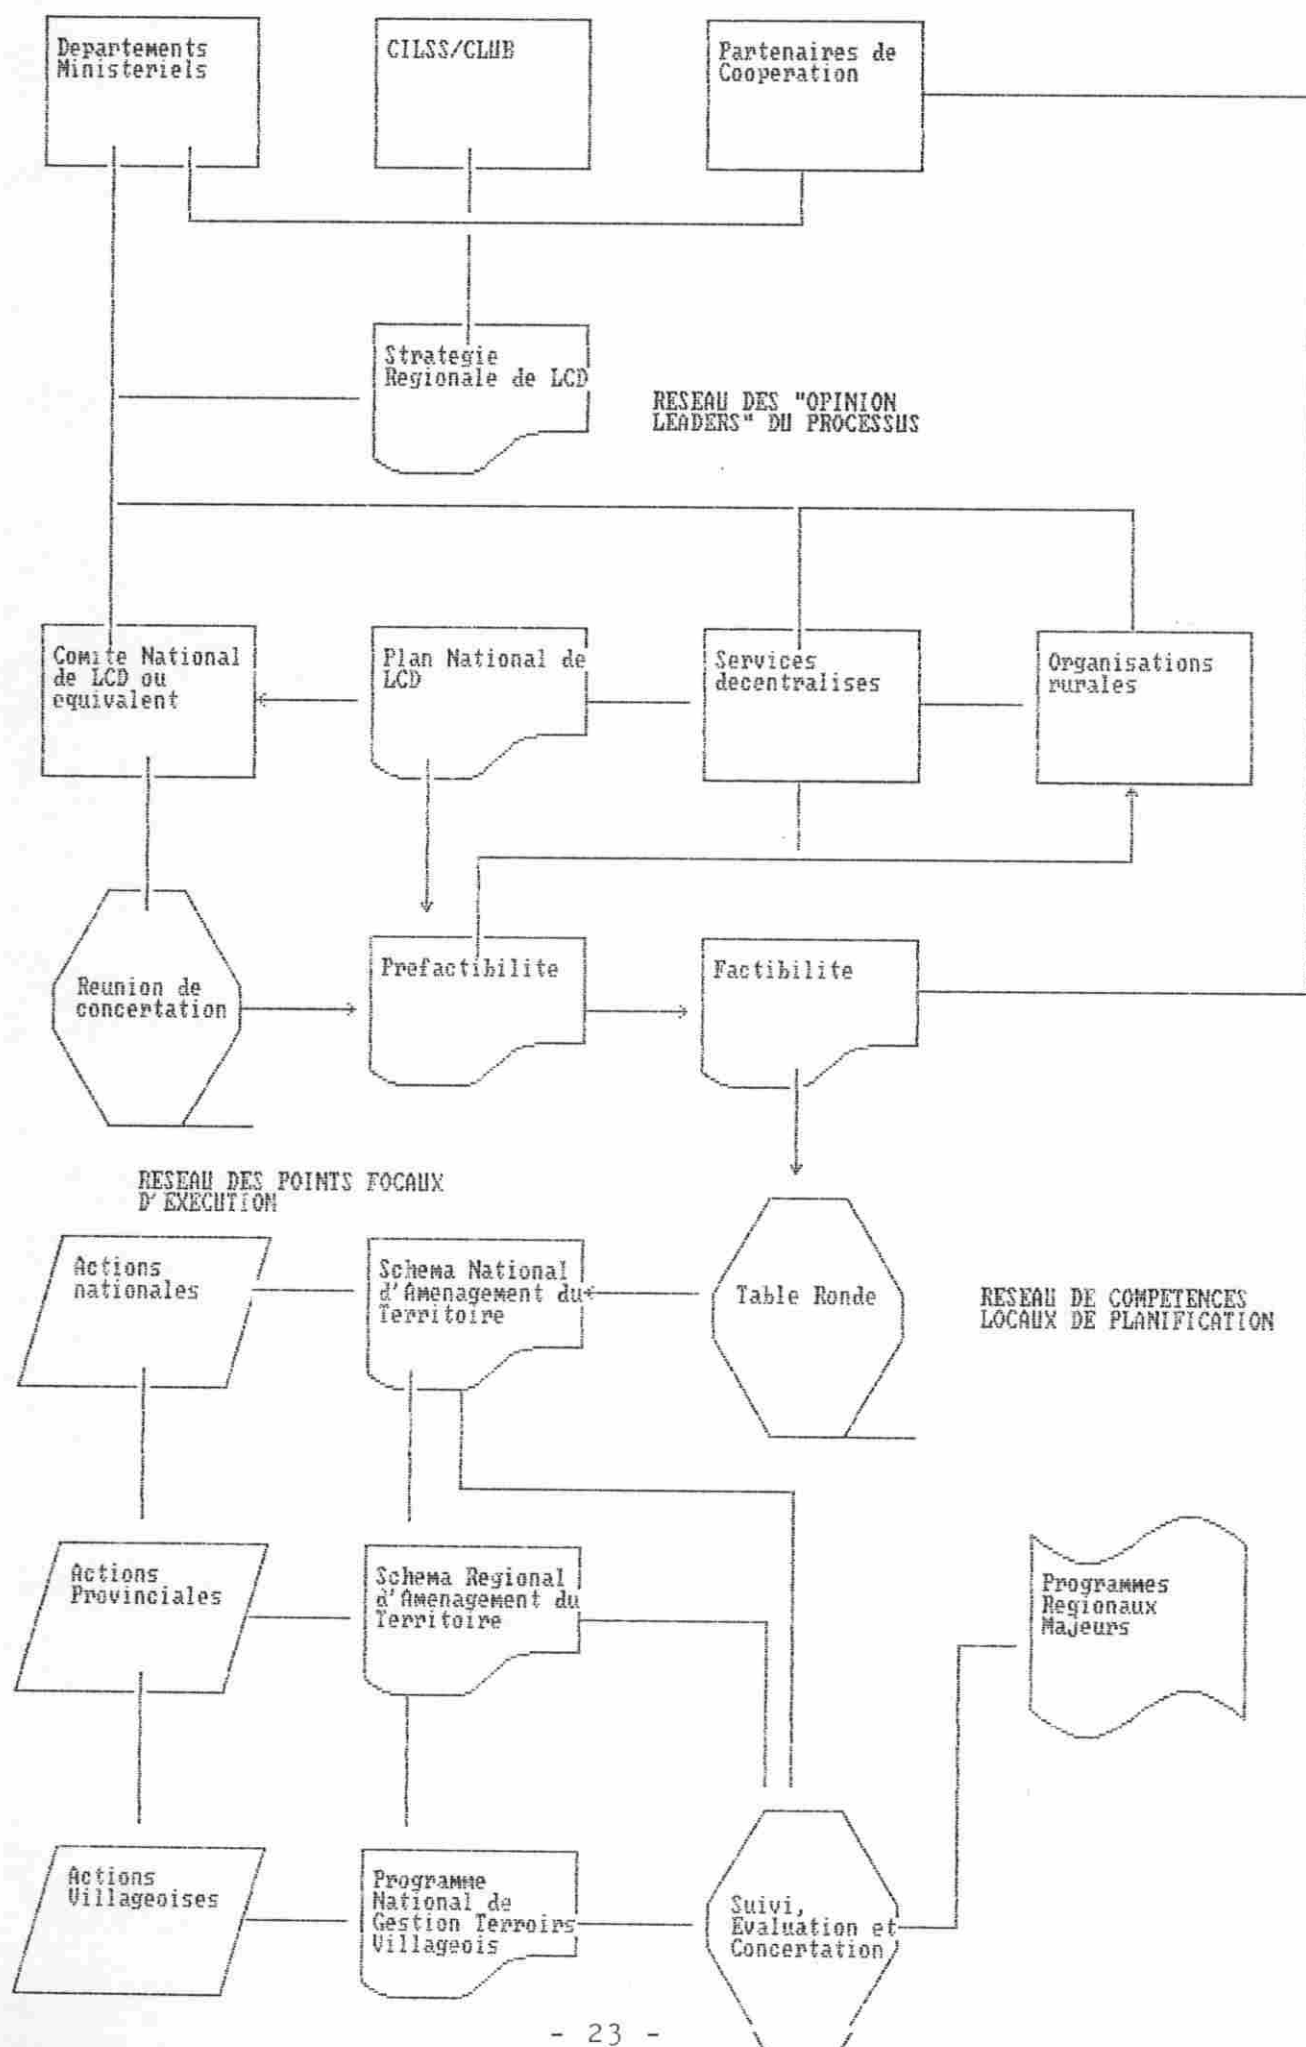 Departements
Ministeriels
CILSS/CLUB
Partenaires de
Cooperation
Strategie
Regionale de LCD
RESEAU DES "OPINION
LEADERS" DU PROCESSUS
Comite National
de LCD ou
equivalent
Plan National de
LCD
Services
decentralises
Organisations
rurales
Reunion de
concertation
Prefactibilite
Factibilite
RESEAU DES POINTS FOCAUX
D'EXECUTION
Actions
nationales
Schema National
d'Amenagement du
Territoire
Table Ronde
RESEAU DE COMPETENCES
LOCAUX DE PLANIFICATION
Actions
Provinciales
Schema Regional
d'Amenagement du
Territoire
Programmes
Regionaux
Majeurs
Actions
Villageoises
Programme
National de
Gestion Terroirs
Villageois
Suivi,
Evaluation et
Concertation
- 23 -